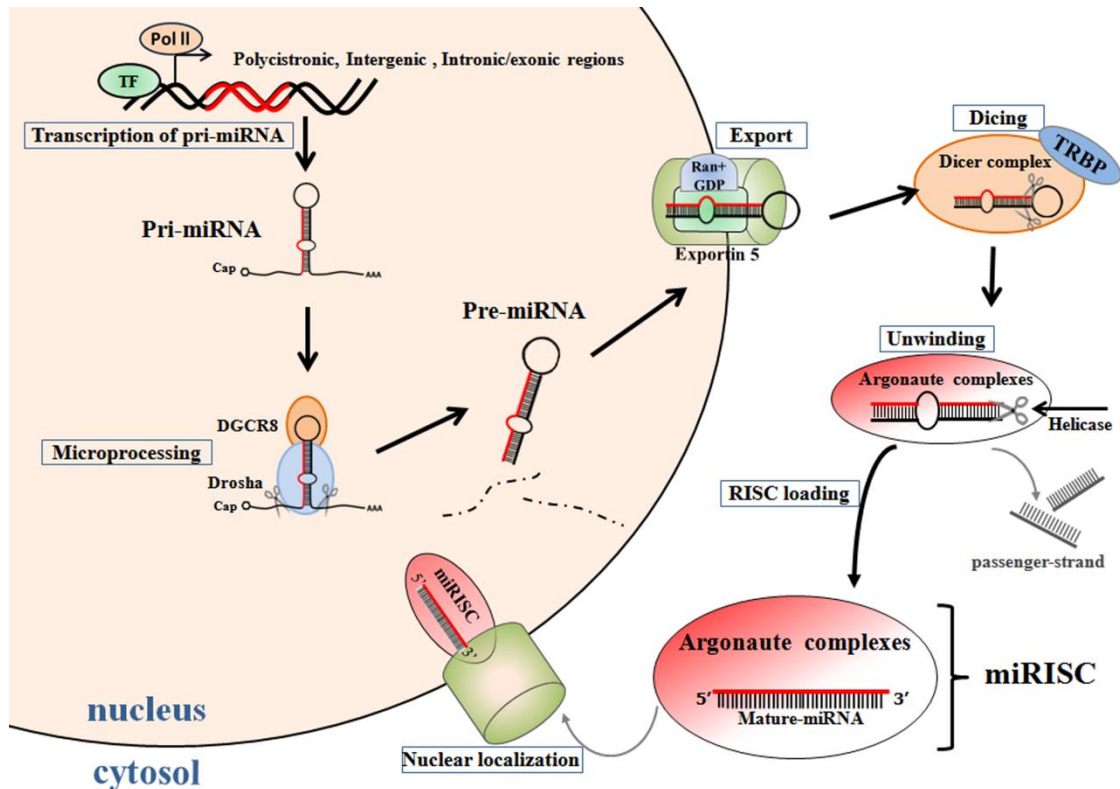 Pol II
TF
Polycistronic, Intergenic , Intronic/exonic regions
Transcription of pri-miRNA
Pri-miRNA
Cap
AAA
DGCR8
Microprocessing
Drosha
Cap
AAA
Pre-miRNA
Export
Ran+
GDP
Exportin 5
Dicing
TRBP
Dicer complex
Unwinding
Argonaute complexes
Helicase
RISC loading
passenger-strand
Argonaute complexes
5' 3'
Mature-miRNA
miRISC
5'
miRISC
3'
Nuclear localization
nucleus
cytosol